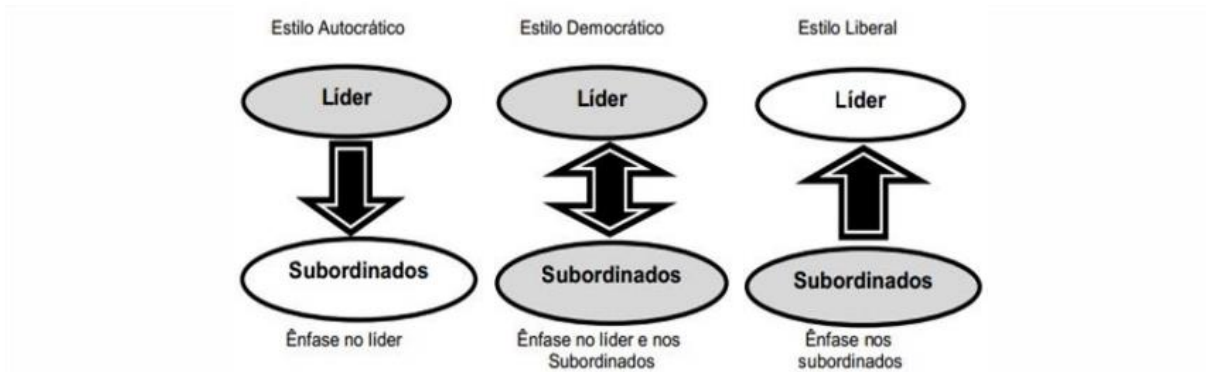 Estilo Autocrático
Estilo Democrático
Estilo Liberal
Líder
Líder
Líder
Subordinados
Subordinados
Subordinados
Ênfase no líder
Ênfase no líder e nos
Subordinados
Ênfase nos
subordinados